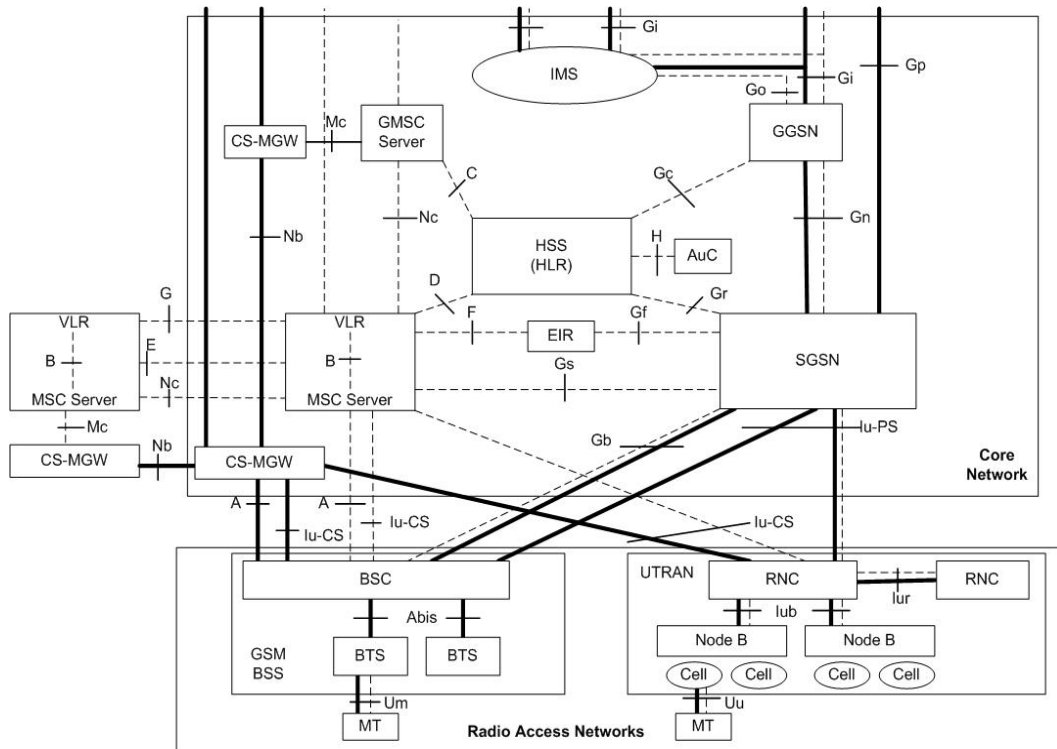 Gi
IMS
Gp
Gi
Go
Mc
GMSC
Server
GGSN
CS-MGW
C
Gc
Nc
Gn
Nb
HSS
(HLR)
H
AuC
D
G
Gr
VLR
VLR
F
EIR
Gf
B
E
B
SGSN
Gs
Nc
MSC Server
MSC Server
Mc
Gb
Iu-PS
Nb
CS-MGW
CS-MGW
Core
Network
A
A
Iu-CS
Iu-CS
Iu-CS
UTRAN
BSC
RNC
RNC
Iur
Abis
Iub
Node B
Node B
GSM
BSS
BTS
BTS
Cell
Cell
Cell
Cell
Um
Uu
MT
MT
Radio Access Networks